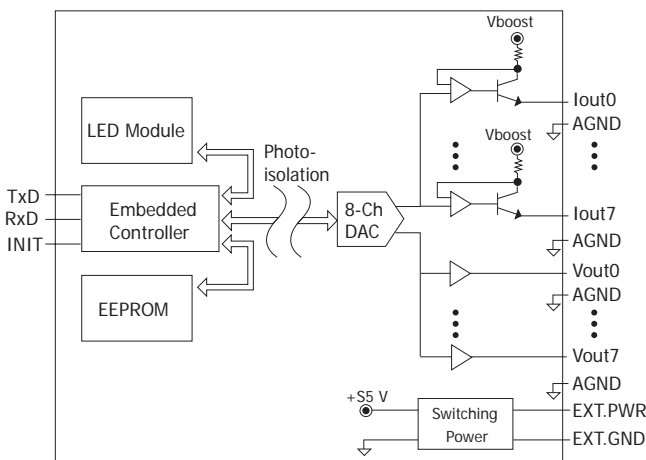 Vboost
Iout0
AGND
LED Module
Photo-
isolation
Vboost
TxD
RxD
INIT
Embedded
Controller
8-Ch
DAC
Iout7
AGND
Vout0
AGND
EEPROM
Vout7
AGND
+S5 V
Switching
Power
EXT.PWR
EXT.GND